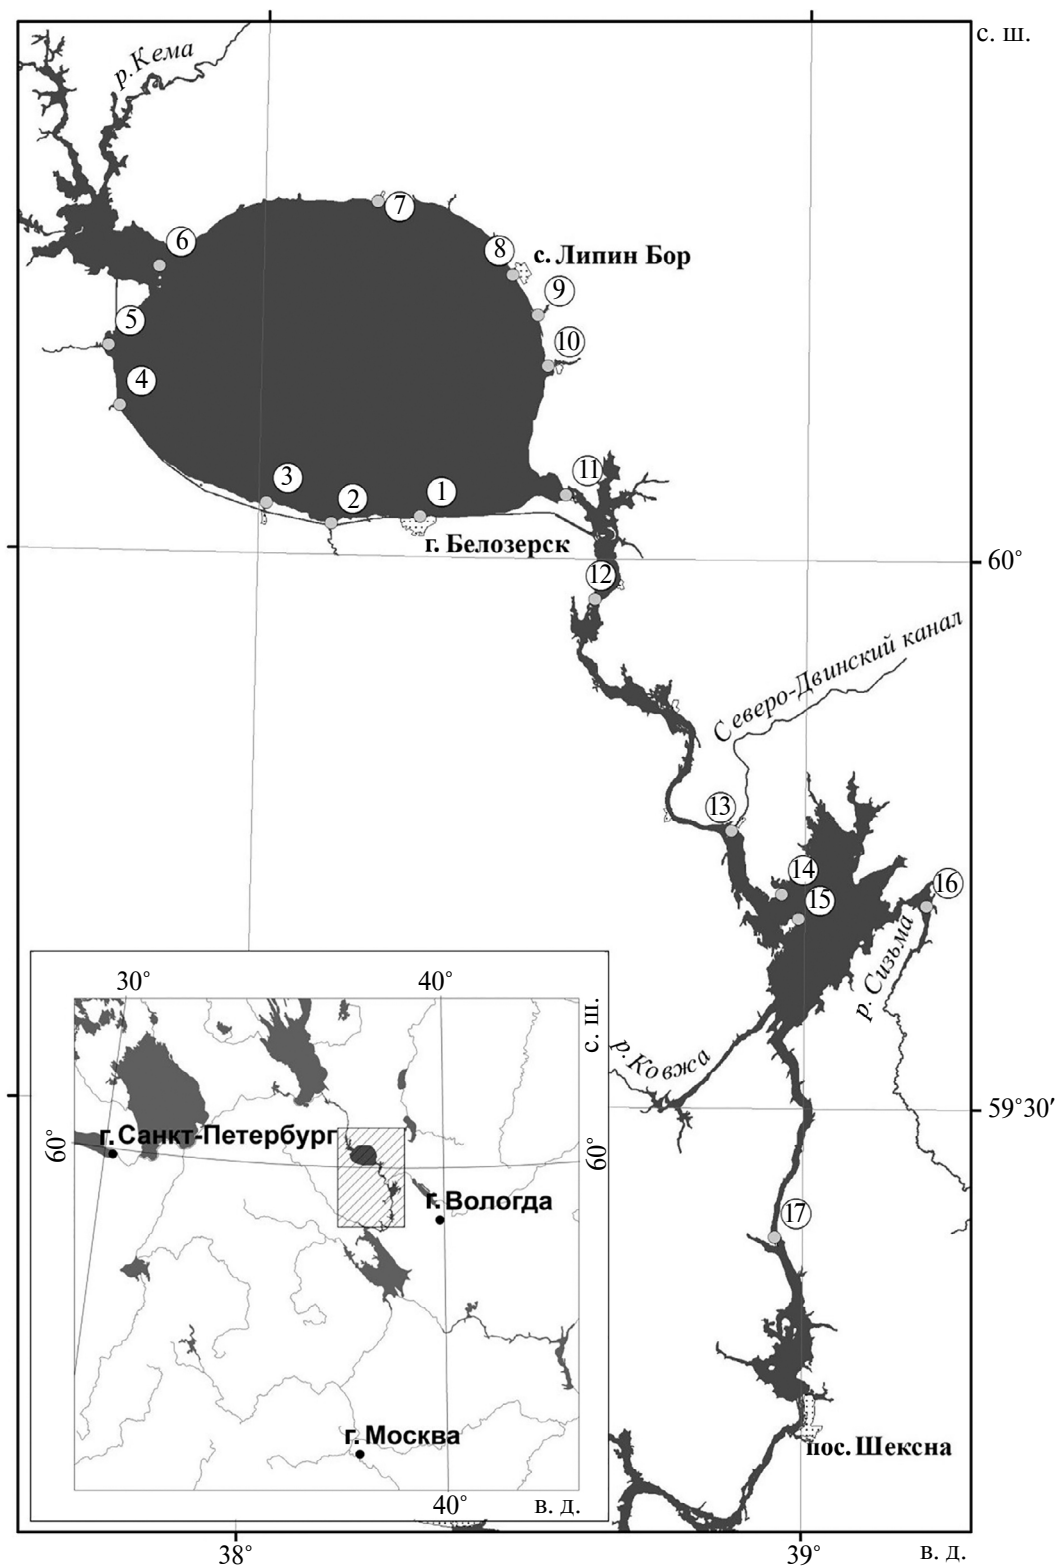 с. ш.
р. Кема
7
6
8
с. Липин Бор
9
5
10
4
11
3
2
1
г. Белозерск
60°
12
Северо-Двинский канал
13
14
16
15
р. Сизьма
30°
40°
с. ш.
р. Ковжа
59°30′
г. Санкт-Петербург
60°
60°
г. Вологда
17
г. Москва
пос. Шексна
40°
в. д.
38°
39°
в. д.